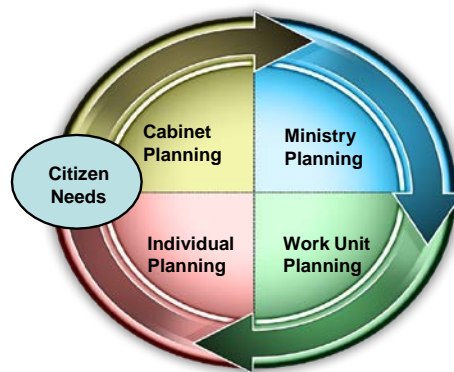 Cabinet
Planning
Ministry
Planning
Citizen
Needs
Individual
Planning
Work Unit
Planning